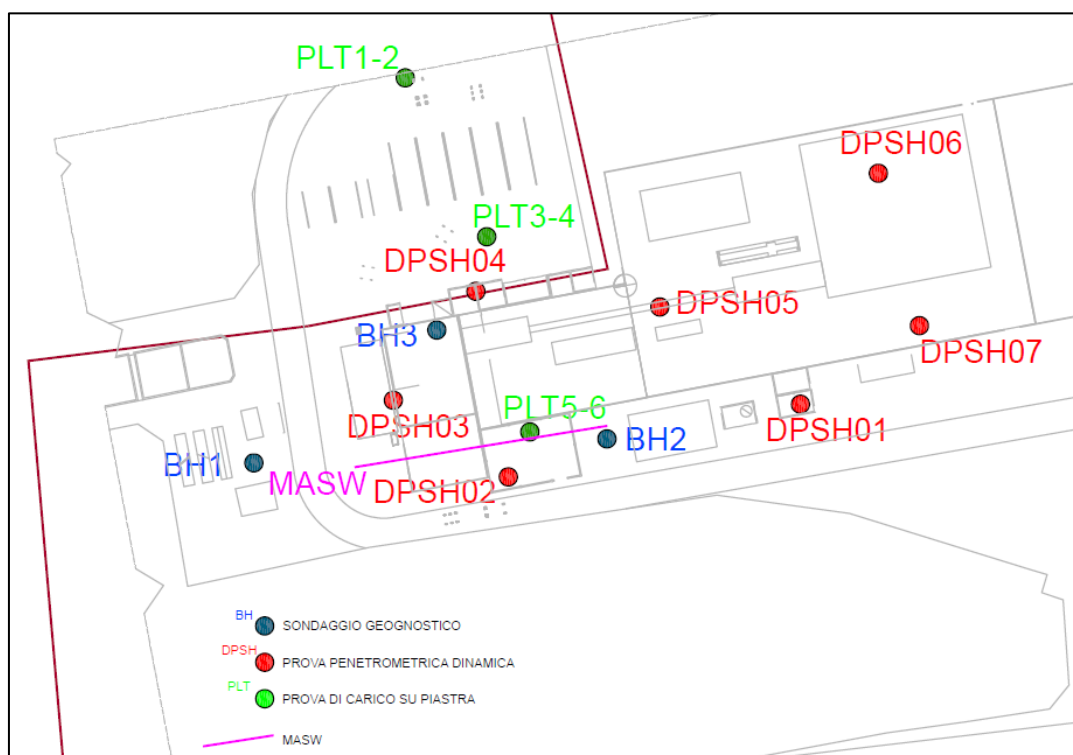 PLT1-2
DPSH06
PLT3-4
DPSH04
DPSH05
BH3
DPSH07
DPSH03
PLT5-6
DPSH01
BH2
BH1
MASW
DPSH02
BH
SONDAGGIO GEOGNOSTICO
DPSH
PROVA PENETROMETRICA DINAMICA
PLT
PROVA DI CARICO SU PIASTRA
MASW